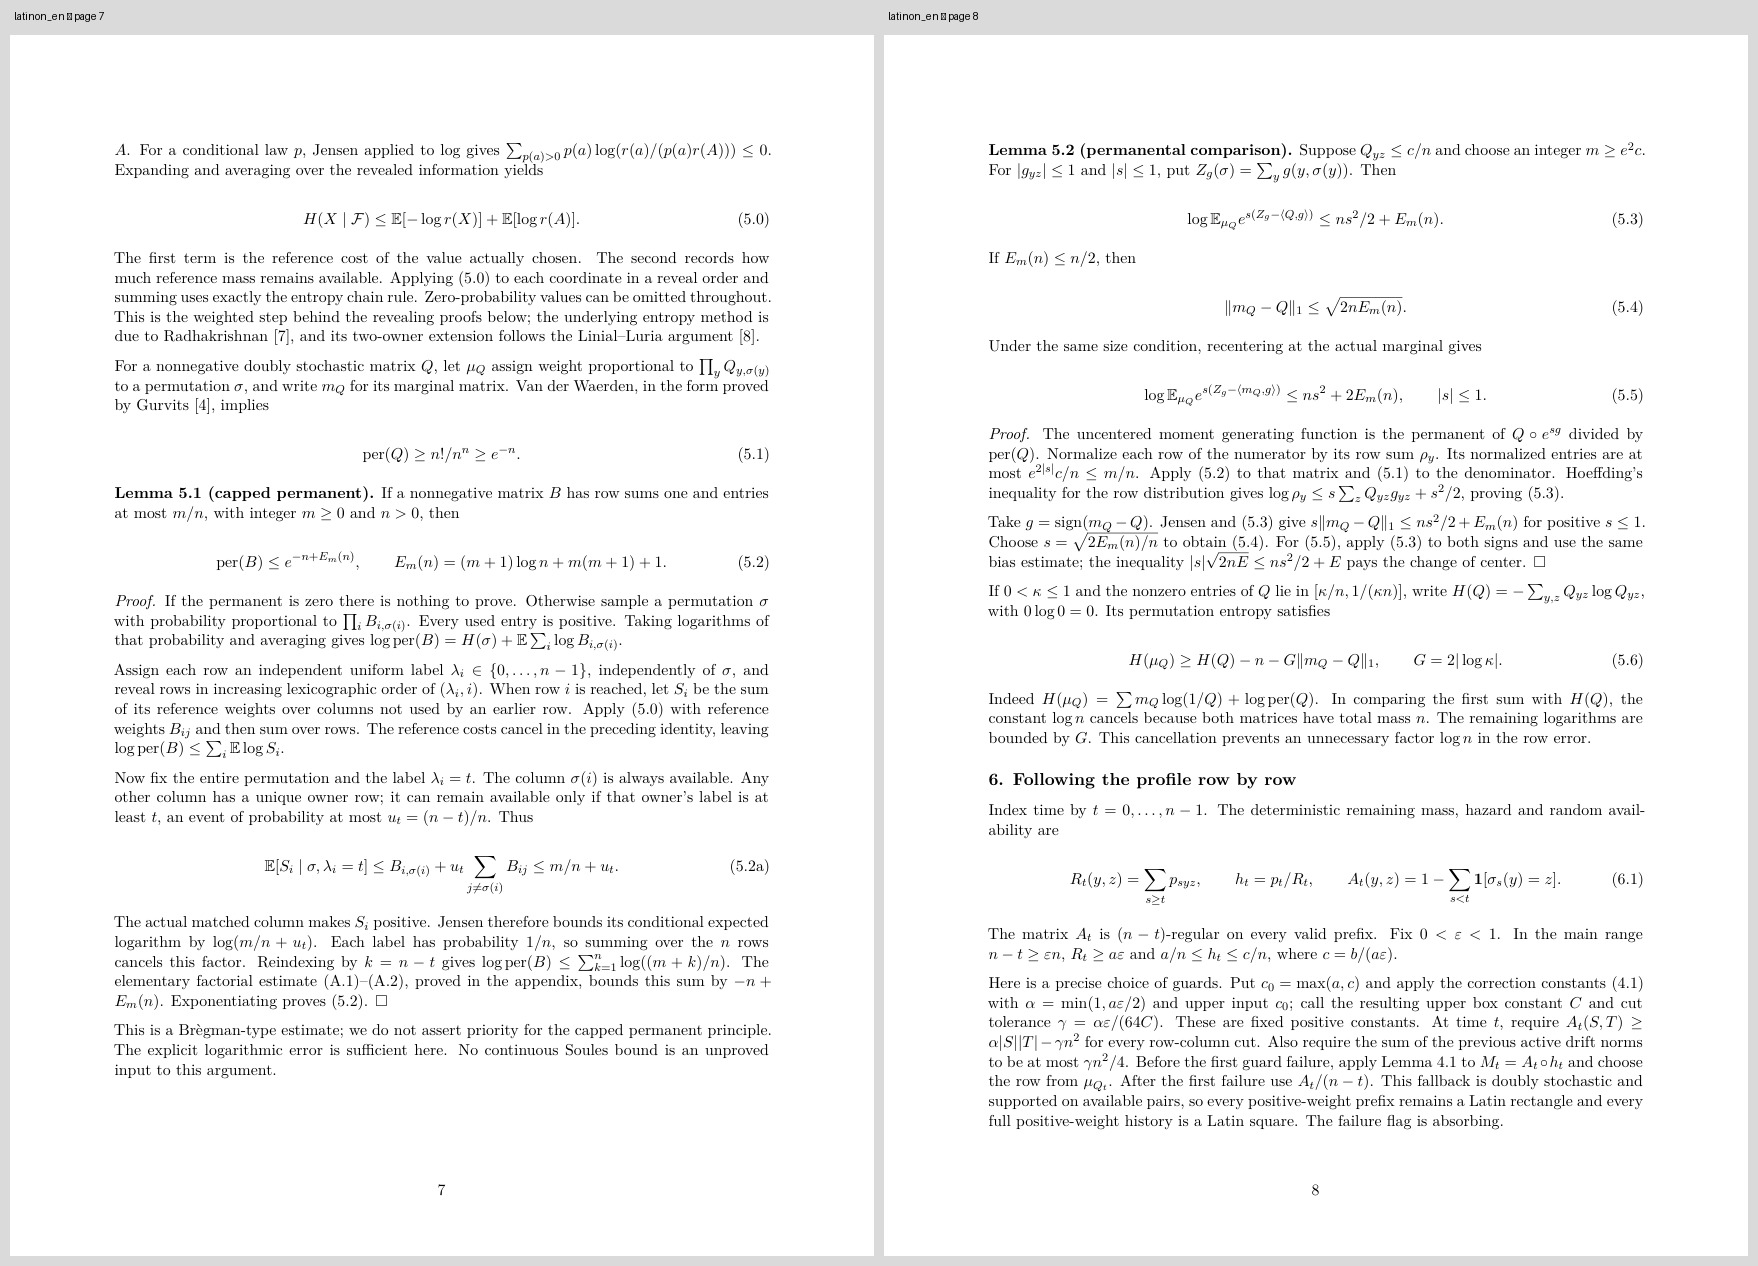 latinon_en page 7
A. For a conditional law p, Jensen applied to log gives ∑_{p(a)>0} p(a) log(r(a)/(p(a)r(A))) ≤ 0.
Expanding and averaging over the revealed information yields
H(X | ℱ) ≤ 𝔼[− log r(X)] + 𝔼[log r(A)]. (5.0)
The first term is the reference cost of the value actually chosen. The second records how
much reference mass remains available. Applying (5.0) to each coordinate in a reveal order and
summing uses exactly the entropy chain rule. Zero-probability values can be omitted throughout.
This is the weighted step behind the revealing proofs below; the underlying entropy method is
due to Radhakrishnan [7], and its two-owner extension follows the Linial–Luria argument [8].
For a nonnegative doubly stochastic matrix Q, let μ_Q assign weight proportional to ∏_y Q_{y,σ(y)}
to a permutation σ, and write m_Q for its marginal matrix. Van der Waerden, in the form proved
by Gurvits [4], implies
per(Q) ≥ n!/n^n ≥ e^{−n}. (5.1)
Lemma 5.1 (capped permanent). If a nonnegative matrix B has row sums one and entries
at most m/n, with integer m ≥ 0 and n > 0, then
per(B) ≤ e^{−n+E_m(n)}, E_m(n) = (m + 1) log n + m(m + 1) + 1. (5.2)
Proof. If the permanent is zero there is nothing to prove. Otherwise sample a permutation σ
with probability proportional to ∏_i B_{i,σ(i)}. Every used entry is positive. Taking logarithms of
that probability and averaging gives log per(B) = H(σ) + 𝔼 ∑_i log B_{i,σ(i)}.
Assign each row an independent uniform label λ_i ∈ {0, . . . , n − 1}, independently of σ, and
reveal rows in increasing lexicographic order of (λ_i, i). When row i is reached, let S_i be the sum
of its reference weights over columns not used by an earlier row. Apply (5.0) with reference
weights B_{ij} and then sum over rows. The reference costs cancel in the preceding identity, leaving
log per(B) ≤ ∑_i 𝔼 log S_i.
Now fix the entire permutation and the label λ_i = t. The column σ(i) is always available. Any
other column has a unique owner row; it can remain available only if that owner's label is at
least t, an event of probability at most u_t = (n − t)/n. Thus
𝔼[S_i | σ, λ_i = t] ≤ B_{i,σ(i)} + u_t ∑_{j≠σ(i)} B_{ij} ≤ m/n + u_t. (5.2a)
The actual matched column makes S_i positive. Jensen therefore bounds its conditional expected
logarithm by log(m/n + u_t). Each label has probability 1/n, so summing over the n rows
cancels this factor. Reindexing by k = n − t gives log per(B) ≤ ∑_{k=1}^n log((m + k)/n). The
elementary factorial estimate (A.1)–(A.2), proved in the appendix, bounds this sum by −n +
E_m(n). Exponentiating proves (5.2). □
This is a Brègman-type estimate; we do not assert priority for the capped permanent principle.
The explicit logarithmic error is sufficient here. No continuous Soules bound is an unproved
input to this argument.
7
latinon_en page 8
Lemma 5.2 (permanental comparison). Suppose Q_{yz} ≤ c/n and choose an integer m ≥ e^2c.
For |g_{yz}| ≤ 1 and |s| ≤ 1, put Z_g(σ) = ∑_y g(y, σ(y)). Then
log 𝔼_{μ_Q} e^{s(Z_g−⟨Q,g⟩)} ≤ ns^2/2 + E_m(n). (5.3)
If E_m(n) ≤ n/2, then
‖m_Q − Q‖_1 ≤ √(2nE_m(n)). (5.4)
Under the same size condition, recentering at the actual marginal gives
log 𝔼_{μ_Q} e^{s(Z_g−⟨m_Q,g⟩)} ≤ ns^2 + 2E_m(n), |s| ≤ 1. (5.5)
Proof. The uncentered moment generating function is the permanent of Q ∘ e^{sg} divided by
per(Q). Normalize each row of the numerator by its row sum ρ_y. Its normalized entries are at
most e^{2|s|}c/n ≤ m/n. Apply (5.2) to that matrix and (5.1) to the denominator. Hoeffding's
inequality for the row distribution gives log ρ_y ≤ s ∑_z Q_{yz}g_{yz} + s^2/2, proving (5.3).
Take g = sign(m_Q − Q). Jensen and (5.3) give s‖m_Q − Q‖_1 ≤ ns^2/2 + E_m(n) for positive s ≤ 1.
Choose s = √(2E_m(n)/n) to obtain (5.4). For (5.5), apply (5.3) to both signs and use the same
bias estimate; the inequality |s|√(2nE) ≤ ns^2/2 + E pays the change of center. □
If 0 < κ ≤ 1 and the nonzero entries of Q lie in [κ/n, 1/(κn)], write H(Q) = − ∑_{y,z} Q_{yz} log Q_{yz},
with 0 log 0 = 0. Its permutation entropy satisfies
H(μ_Q) ≥ H(Q) − n − G‖m_Q − Q‖_1, G = 2| log κ|. (5.6)
Indeed H(μ_Q) = ∑ m_Q log(1/Q) + log per(Q). In comparing the first sum with H(Q), the
constant log n cancels because both matrices have total mass n. The remaining logarithms are
bounded by G. This cancellation prevents an unnecessary factor log n in the row error.
6. Following the profile row by row
Index time by t = 0, . . . , n − 1. The deterministic remaining mass, hazard and random avail-
ability are
R_t(y, z) = ∑_{s≥t} p_{syz}, h_t = p_t/R_t, A_t(y, z) = 1 − ∑_{s<t} 1[σ_s(y) = z]. (6.1)
The matrix A_t is (n − t)-regular on every valid prefix. Fix 0 < ε < 1. In the main range
n − t ≥ εn, R_t ≥ aε and a/n ≤ h_t ≤ c/n, where c = b/(aε).
Here is a precise choice of guards. Put c_0 = max(a, c) and apply the correction constants (4.1)
with α = min(1, aε/2) and upper input c_0; call the resulting upper box constant C and cut
tolerance γ = αε/(64C). These are fixed positive constants. At time t, require A_t(S, T) ≥
α|S||T| − γn^2 for every row-column cut. Also require the sum of the previous active drift norms
to be at most γn^2/4. Before the first guard failure, apply Lemma 4.1 to M_t = A_t ∘ h_t and choose
the row from μ_{Q_t}. After the first failure use A_t/(n − t). This fallback is doubly stochastic and
supported on available pairs, so every positive-weight prefix remains a Latin rectangle and every
full positive-weight history is a Latin square. The failure flag is absorbing.
8